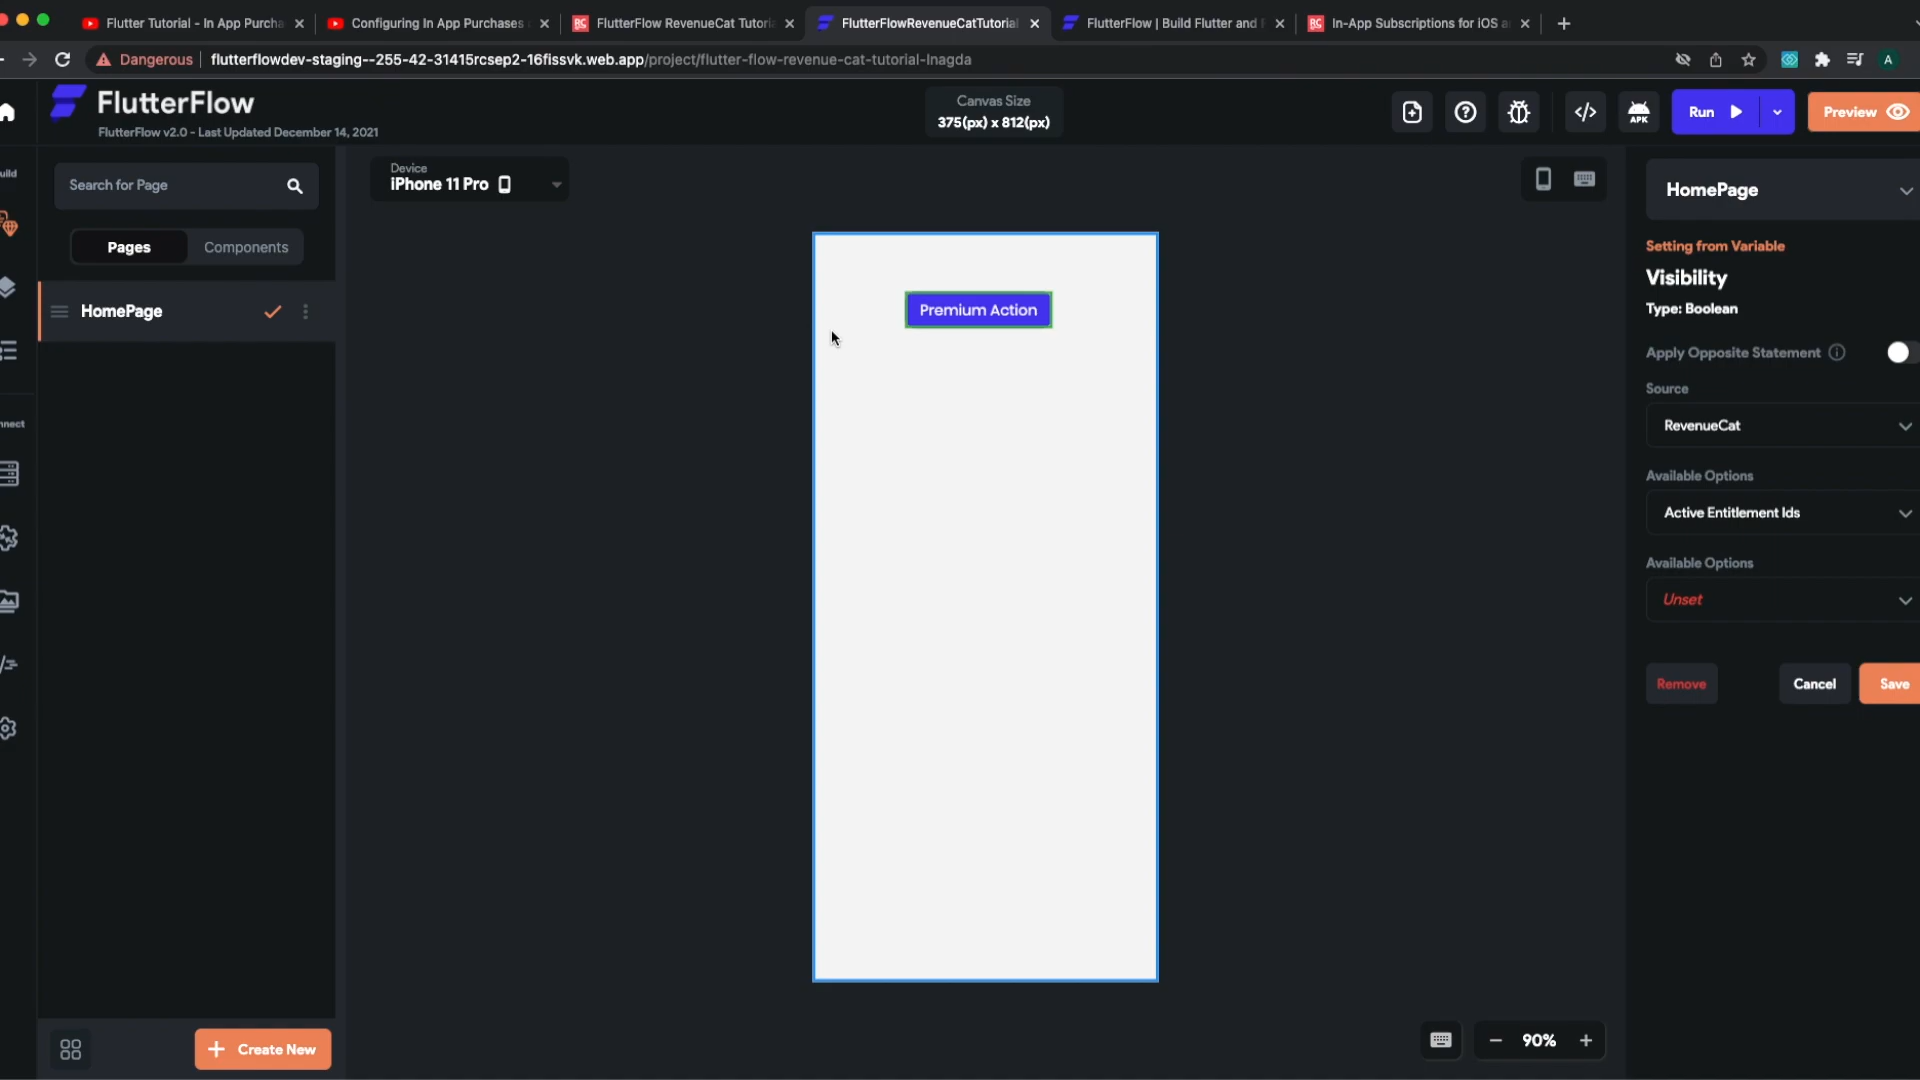 Flutter Tutorial - In App Purcha
Configuring In App Purchases
FlutterFlow RevenueCat Tutoria
FlutterFlowRevenueCatTutorial
FlutterFlow | Build Flutter and
In-App Subscriptions for iOS a
Dangerous
flutterflowdev-staging--255-42-31415rcsep2-16fissvk.web.app/project/flutter-flow-revenue-cat-tutorial-lnagda
A
FlutterFlow
FlutterFlow v2.0 - Last Updated December 14, 2021
Canvas Size
375(px) x 812(px)
APK
Run
Preview
uild
Search for Page
Pages
Components
HomePage
nnect
Create New
Device
iPhone 11 Pro
Premium Action
90%
HomePage
Setting from Variable
Visibility
Type: Boolean
Apply Opposite Statement
Source
RevenueCat
Available Options
Active Entitlement Ids
Available Options
Unset
Remove
Cancel
Save